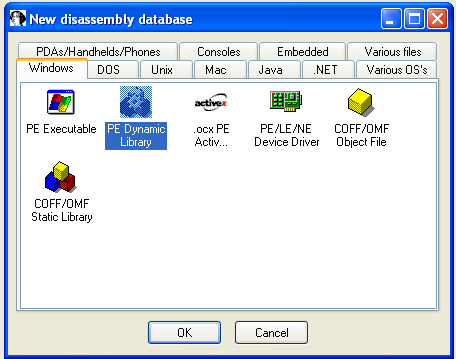 New disassembly database
PDAs/Handhelds/Phones Consoles Embedded Various files
Windows DOS Unix Mac Java .NET Various OS's
activex
PE Executable PE Dynamic .ocx PE PE/LE/NE COFF/OMF
Library Activ... Device Driver Object File
COFF/OMF
Static Library
OK Cancel